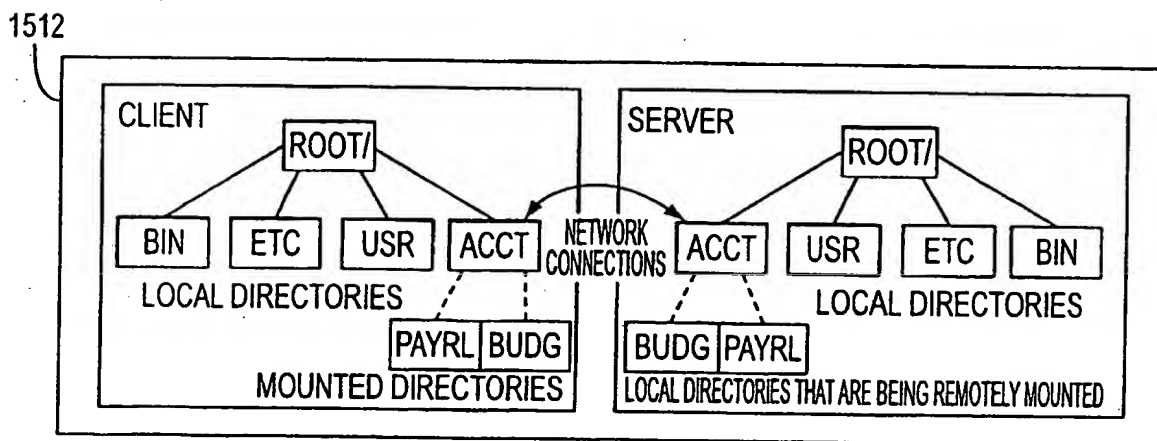 1512
CLIENT
ROOT/
BIN
ETC
USR
ACCT
LOCAL DIRECTORIES
PAYRL
BUDG
MOUNTED DIRECTORIES
NETWORK
CONNECTIONS
SERVER
ROOT/
ACCT
USR
ETC
BIN
LOCAL DIRECTORIES
BUDG
PAYRL
LOCAL DIRECTORIES THAT ARE BEING REMOTELY MOUNTED